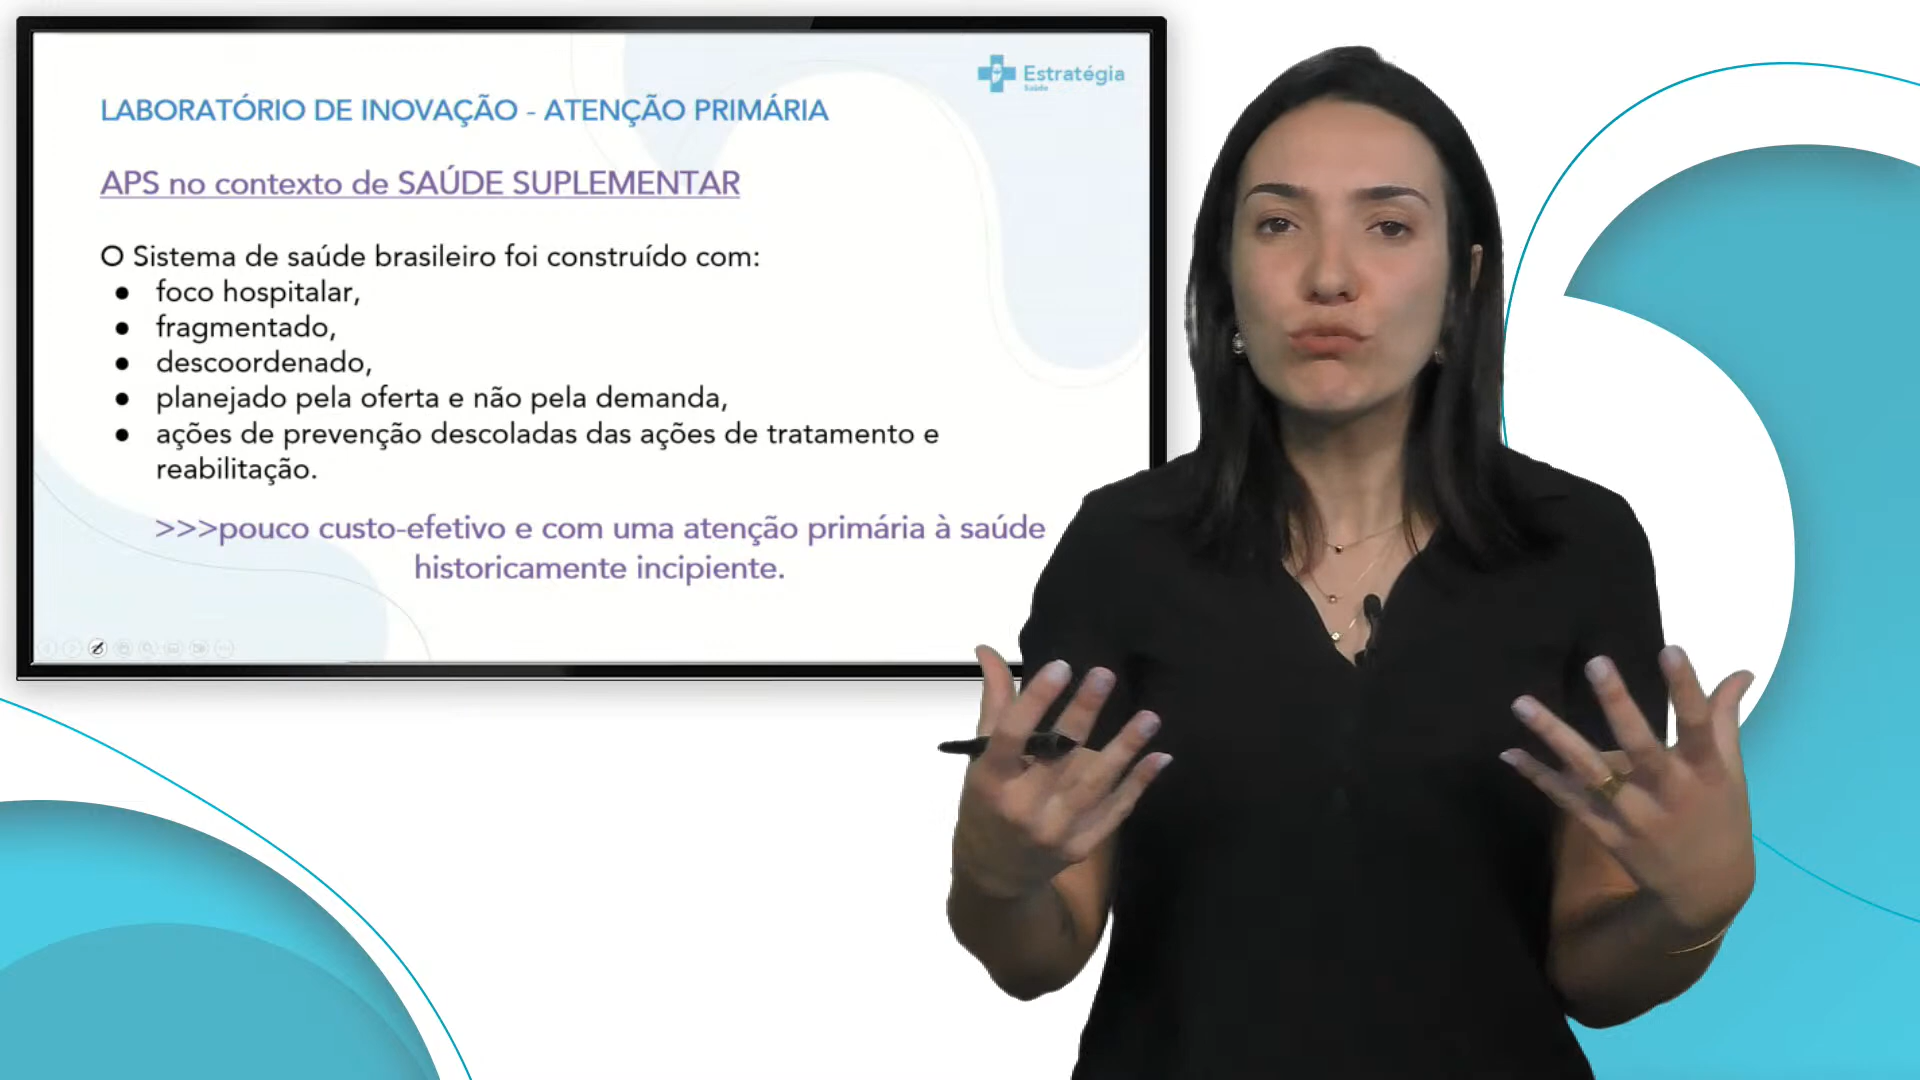 Estratégia
Saúde
LABORATÓRIO DE INOVAÇÃO - ATENÇÃO PRIMÁRIA
APS no contexto de SAÚDE SUPLEMENTAR
O Sistema de saúde brasileiro foi construído com:
● foco hospitalar,
● fragmentado,
● descoordenado,
● planejado pela oferta e não pela demanda,
● ações de prevenção descoladas das ações de tratamento e
reabilitação.
>>>pouco custo-efetivo e com uma atenção primária à saúde
historicamente incipiente.